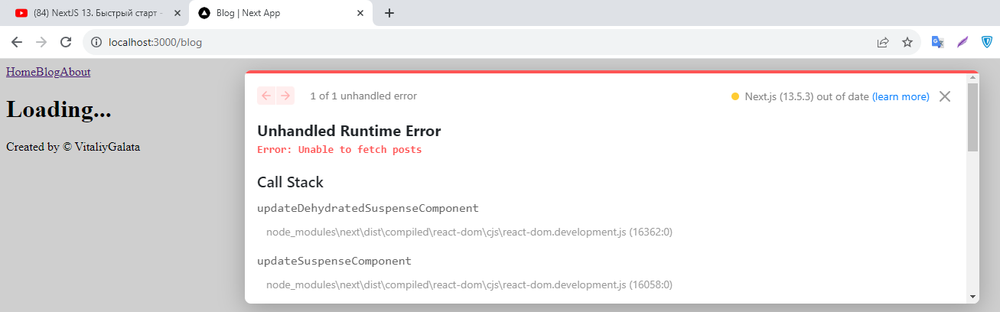 (84) NextJS 13. Быстрый старт -
Blog | Next App
localhost:3000/blog
HomeBlogAbout
Loading...
Created by © VitaliyGalata
1 of 1 unhandled error
Next.js (13.5.3) out of date (learn more)
Unhandled Runtime Error
Error: Unable to fetch posts
Call Stack
updateDehydratedSuspenseComponent
node_modules\next\dist\compiled\react-dom\cjs\react-dom.development.js (16362:0)
updateSuspenseComponent
node_modules\next\dist\compiled\react-dom\cjs\react-dom.development.js (16058:0)